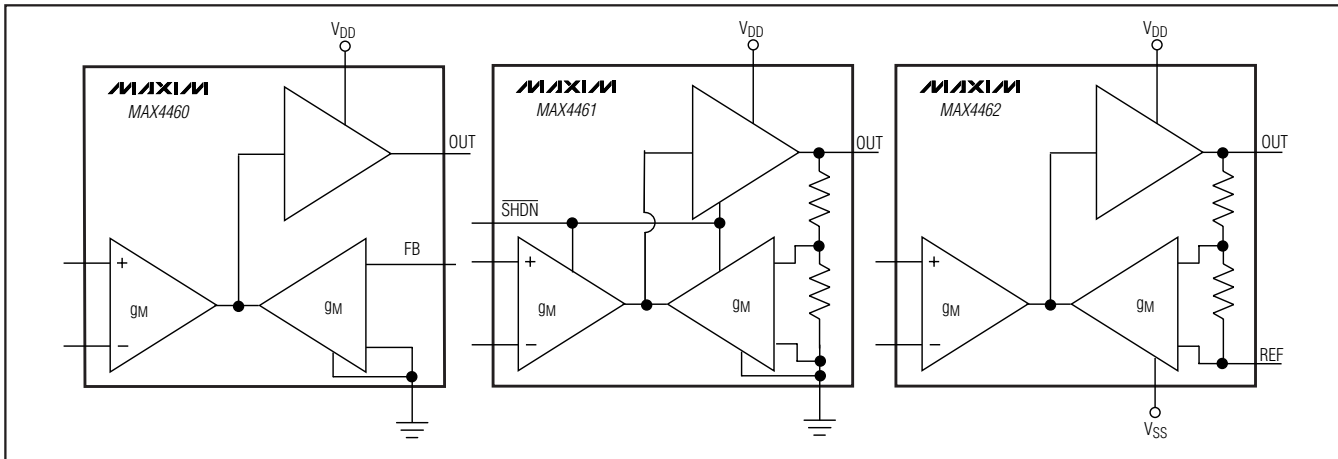 VDD
MAXIM
MAX4460
OUT
FB
+
gM
gM
−
VDD
MAXIM
MAX4461
OUT
SHDN
+
gM
gM
−
VDD
MAXIM
MAX4462
OUT
+
gM
gM
−
REF
VSS